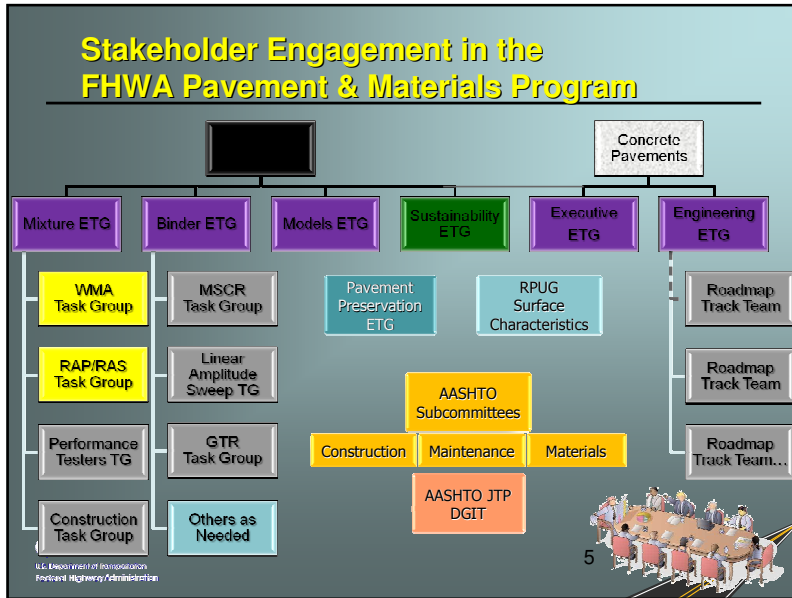 Stakeholder Engagement in the
FHWA Pavement & Materials Program
Concrete
Pavements
Mixture ETG
Binder ETG
Models ETG
Sustainability
ETG
Executive
ETG
Engineering
ETG
WMA
Task Group
MSCR
Task Group
Pavement
Preservation
ETG
RPUG
Surface
Characteristics
Roadmap
Track Team
RAP/RAS
Task Group
Linear
Amplitude
Sweep TG
Roadmap
Track Team
AASHTO
Subcommittees
Construction
Maintenance
Materials
Performance
Testers TG
GTR
Task Group
Roadmap
Track Team...
AASHTO JTP
DGIT
Construction
Task Group
Others as
Needed
U.S. Department of Transportation
Federal Highway Administration
5